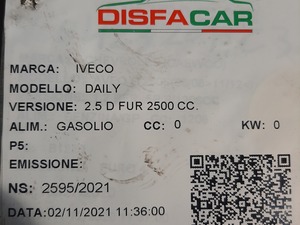 DISFACAR
MARCA: IVECO
MODELLO: DAILY
VERSIONE: 2.5 D FUR 2500 CC.
ALIM.: GASOLIO CC: 0 KW: 0
P5:
EMISSIONE:
NS: 2595/2021
DATA:02/11/2021 11:36:00